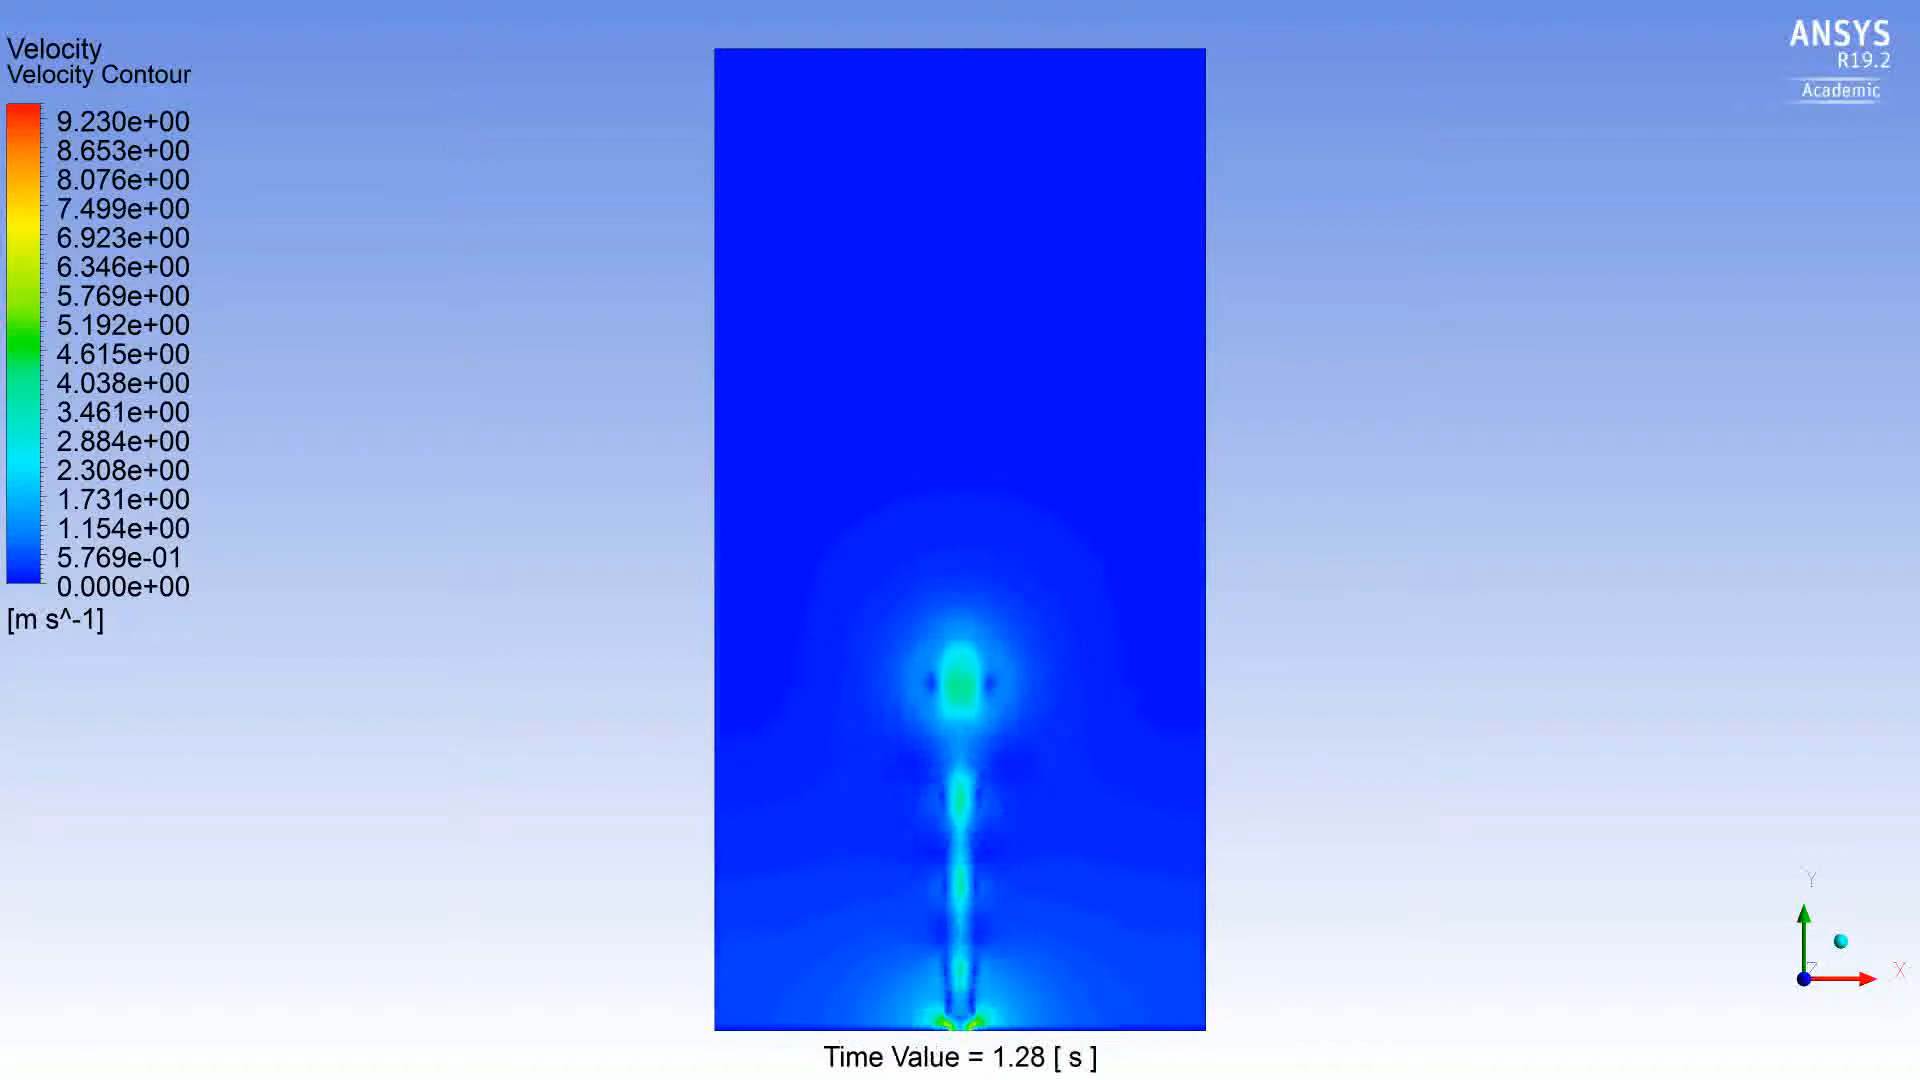 Velocity
Velocity Contour
9.230e+00
8.653e+00
8.076e+00
7.499e+00
6.923e+00
6.346e+00
5.769e+00
5.192e+00
4.615e+00
4.038e+00
3.461e+00
2.884e+00
2.308e+00
1.731e+00
1.154e+00
5.769e-01
0.000e+00
[m s^-1]
ANSYS
R19.2
Academic
Y
Z
X
Time Value = 1.28 [ s ]